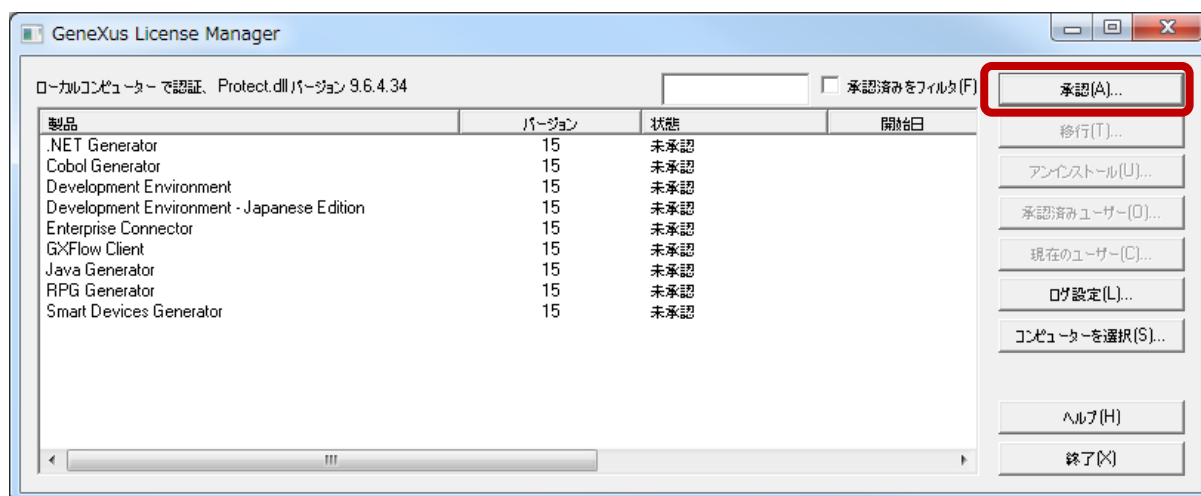 GeneXus License Manager
ローカルコンピューター で認証、Protect.dll バージョン 9.6.4.34
承認済みをフィルタ(F)
承認(A)...
製品 バージョン 状態 開始日
.NET Generator 15 未承認
Cobol Generator 15 未承認
Development Environment 15 未承認
Development Environment - Japanese Edition 15 未承認
Enterprise Connector 15 未承認
GXFlow Client 15 未承認
Java Generator 15 未承認
RPG Generator 15 未承認
Smart Devices Generator 15 未承認
移行(T)...
アンインストール(U)...
承認済みユーザー(O)...
現在のユーザー(C)...
ログ設定(L)...
コンピューターを選択(S)...
ヘルプ(H)
終了(X)